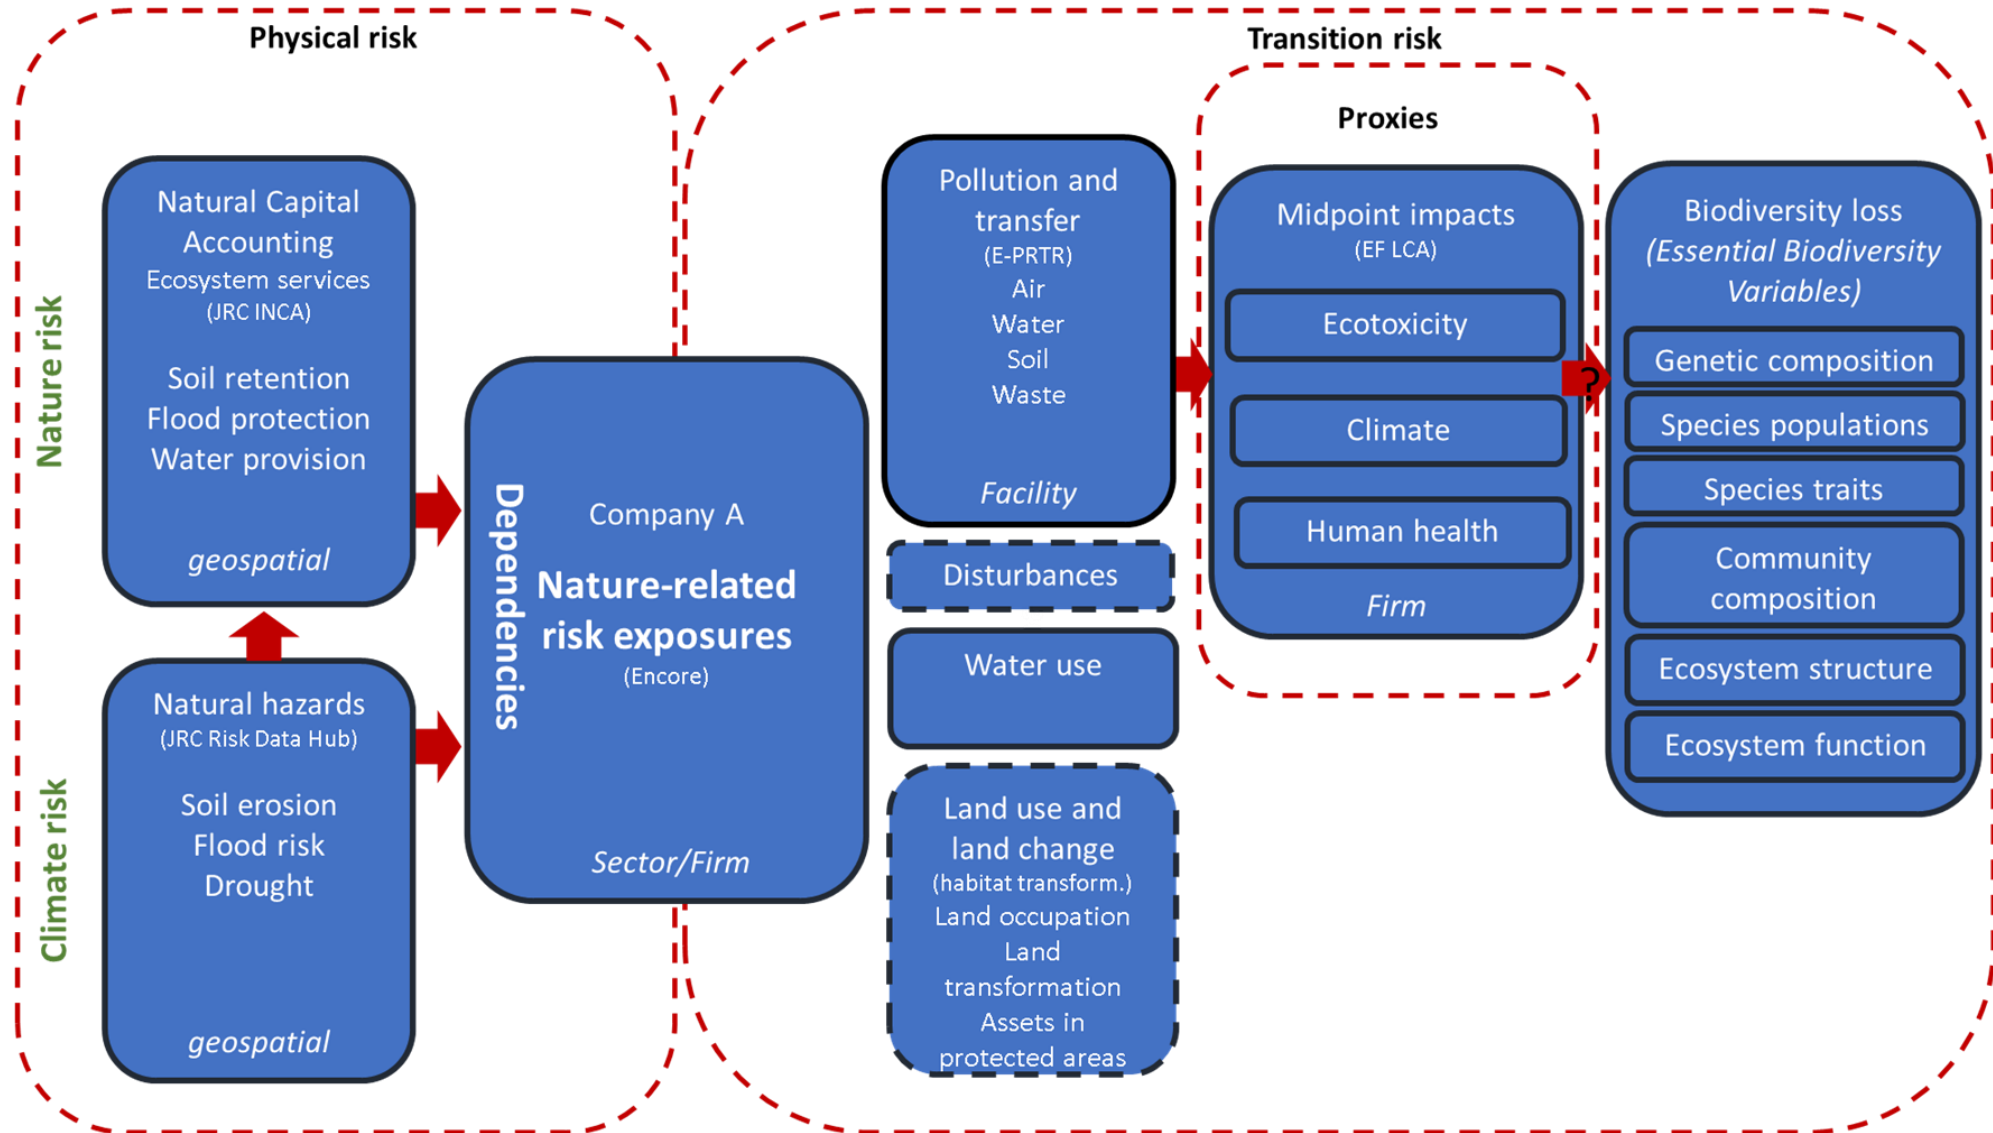 Physical risk
Transition risk
Proxies
Nature risk
Climate risk
Natural Capital
Accounting
Ecosystem services
(JRC INCA)
Soil retention
Flood protection
Water provision
geospatial
Natural hazards
(JRC Risk Data Hub)
Soil erosion
Flood risk
Drought
geospatial
Dependencies
Company A
Nature-related
risk exposures
(Encore)
Sector/Firm
Pollution and
transfer
(E-PRTR)
Air
Water
Soil
Waste
Facility
Disturbances
Water use
Land use and
land change
(habitat transform.)
Land occupation
Land
transformation
Assets in
protected areas
Midpoint impacts
(EF LCA)
Ecotoxicity
Climate
Human health
Firm
?
Biodiversity loss
(Essential Biodiversity
Variables)
Genetic composition
Species populations
Species traits
Community
composition
Ecosystem structure
Ecosystem function